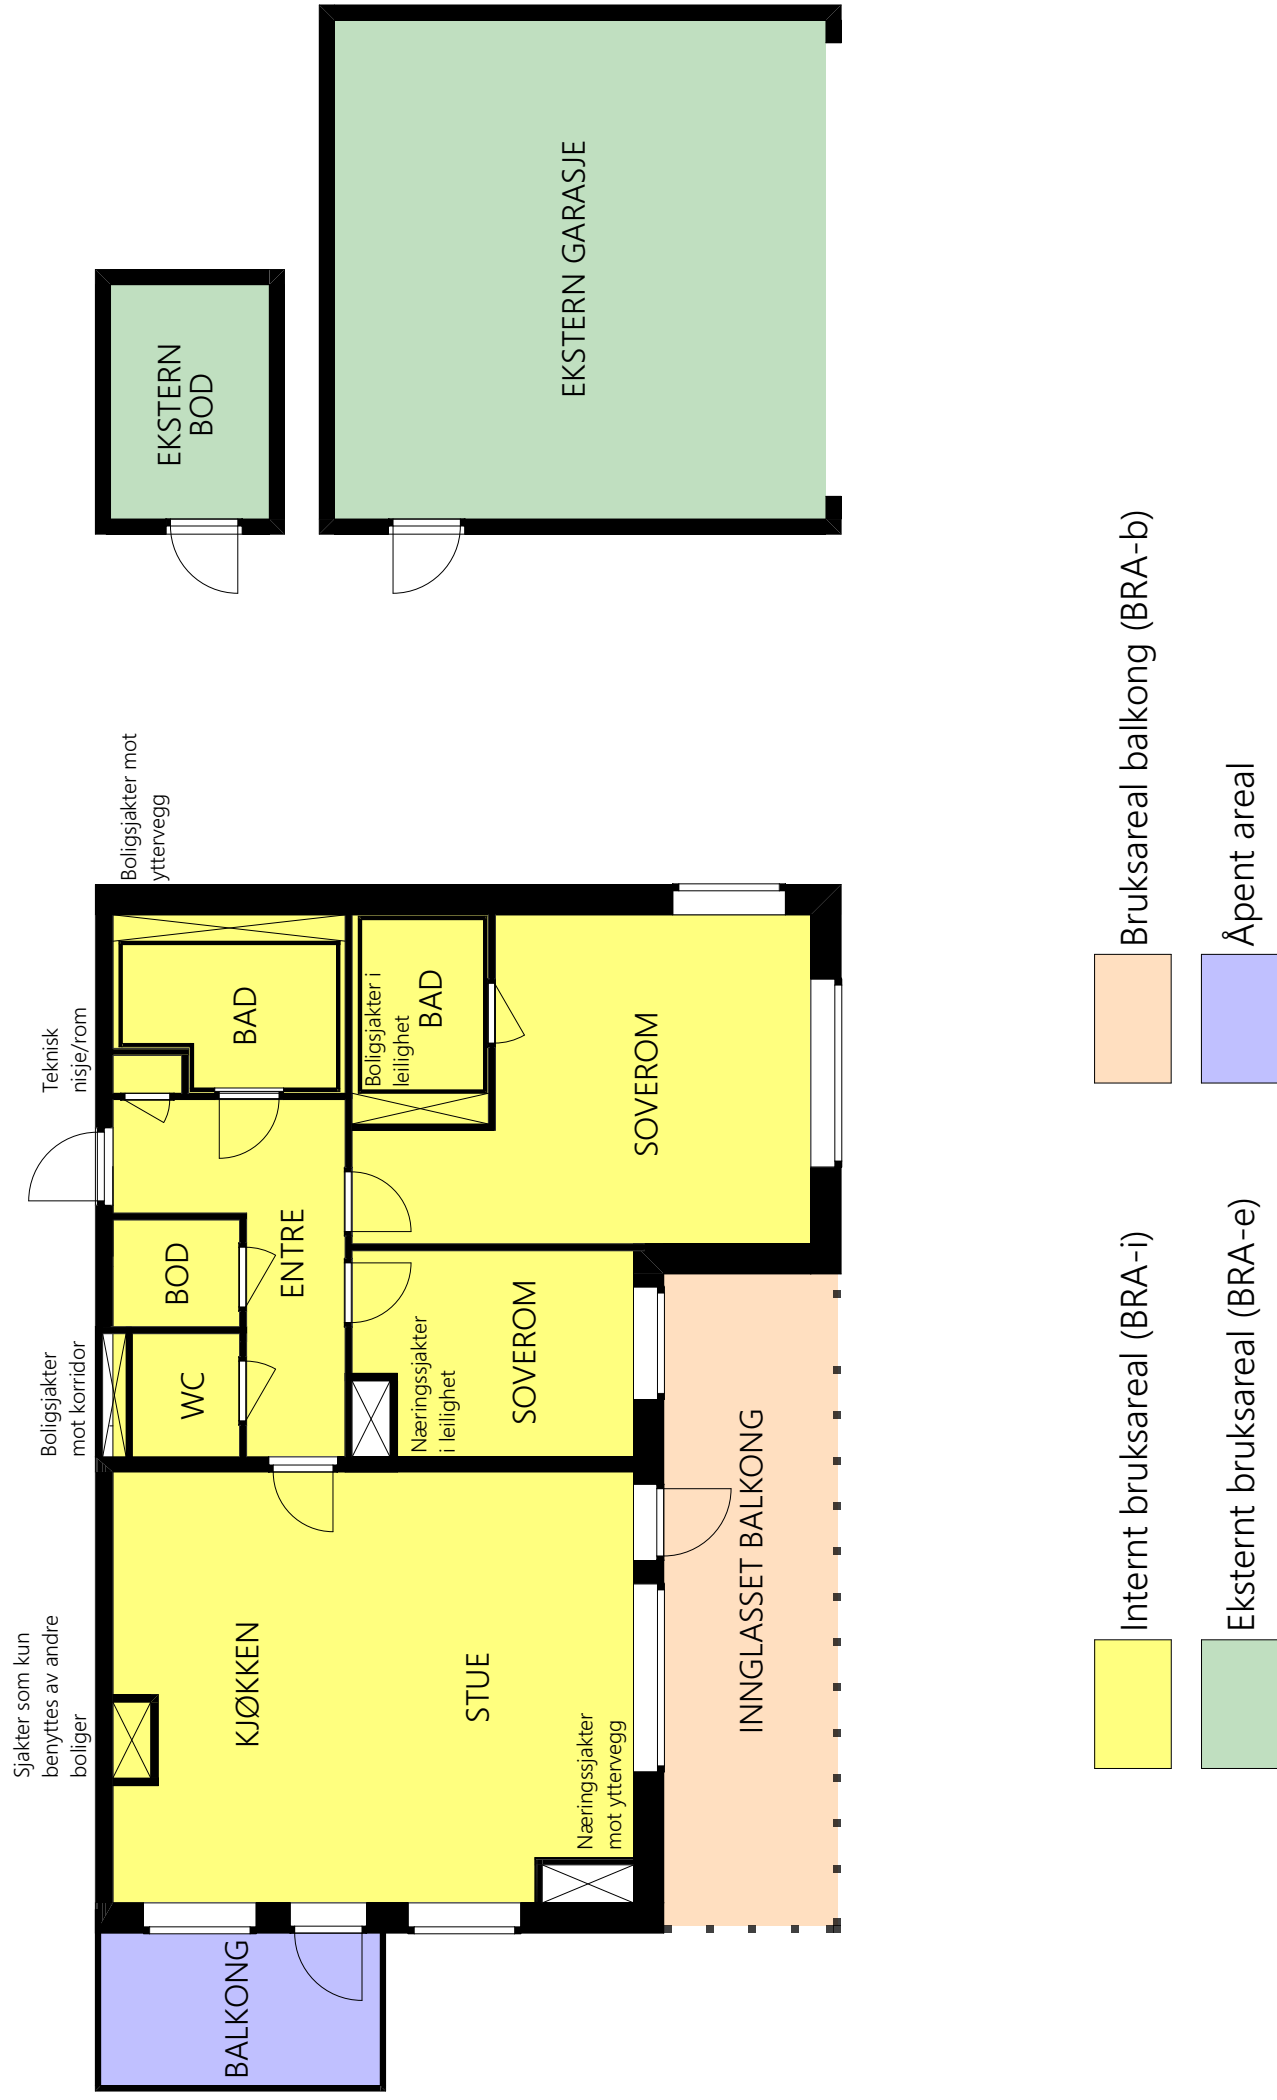 Sjakter som kun
benyttes av andre
boliger
Boligsjakter
mot korridor
Teknisk
nisje/rom
Boligsjakter mot
yttervegg
EKSTERN
BOD
BALKONG
KJØKKEN
WC
BOD
BAD
ENTRE
Boligsjakter i
leilighet
BAD
STUE
Næringssjakter
i leilighet
SOVEROM
SOVEROM
EKSTERN GARASJE
Næringssjakter
mot yttervegg
INNGLASSET BALKONG
Internt bruksareal (BRA-i)
Bruksareal balkong (BRA-b)
Eksternt bruksareal (BRA-e)
Åpent areal